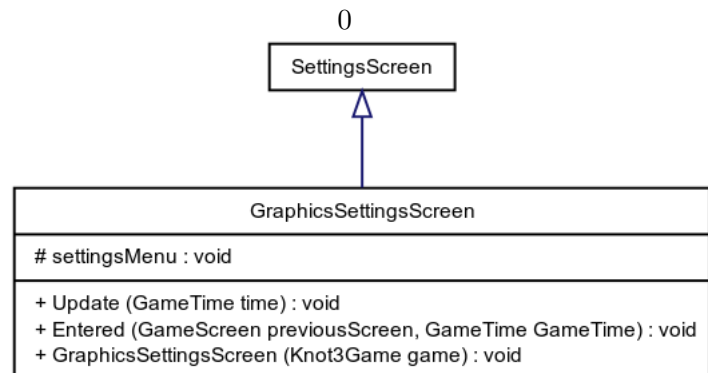 0
SettingsScreen
GraphicsSettingsScreen
# settingsMenu : void
+ Update (GameTime time) : void
+ Entered (GameScreen previousScreen, GameTime GameTime) : void
+ GraphicsSettingsScreen (Knot3Game game) : void